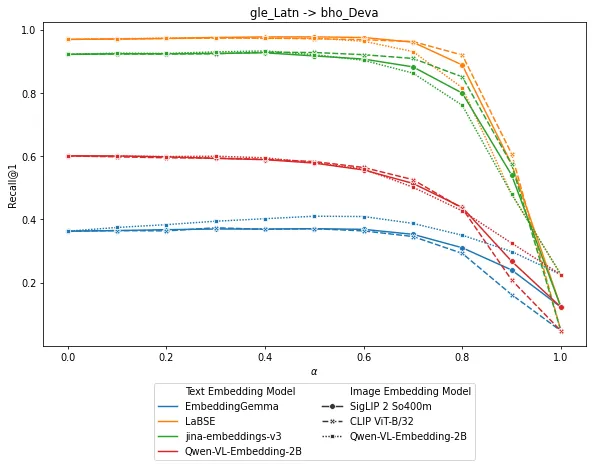 gle_Latn -> bho_Deva
Recall@1
1.0
0.8
0.6
0.4
0.2
0.0 0.2 0.4 0.6 0.8 1.0
α
Text Embedding Model Image Embedding Model
EmbeddingGemma SigLIP 2 So400m
LaBSE CLIP ViT-B/32
jina-embeddings-v3 Qwen-VL-Embedding-2B
Qwen-VL-Embedding-2B